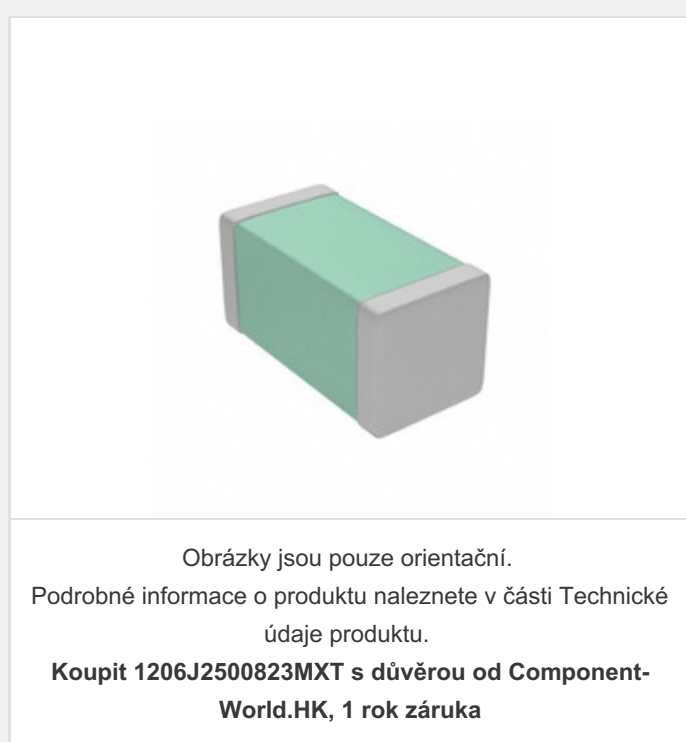 Obrázky jsou pouze orientační.
Podrobné informace o produktu naleznete v části Technické
údaje produktu.
Koupit 1206J2500823MXT s důvěrou od Component-
World.HK, 1 rok záruka